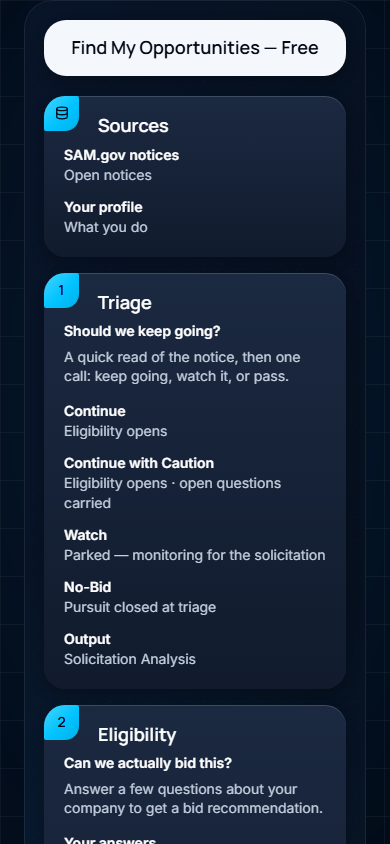 Find My Opportunities — Free
Sources
SAM.gov notices
Open notices
Your profile
What you do
1
Triage
Should we keep going?
A quick read of the notice, then one
call: keep going, watch it, or pass.
Continue
Eligibility opens
Continue with Caution
Eligibility opens · open questions
carried
Watch
Parked — monitoring for the solicitation
No-Bid
Pursuit closed at triage
Output
Solicitation Analysis
2
Eligibility
Can we actually bid this?
Answer a few questions about your
company to get a bid recommendation.
Your answers